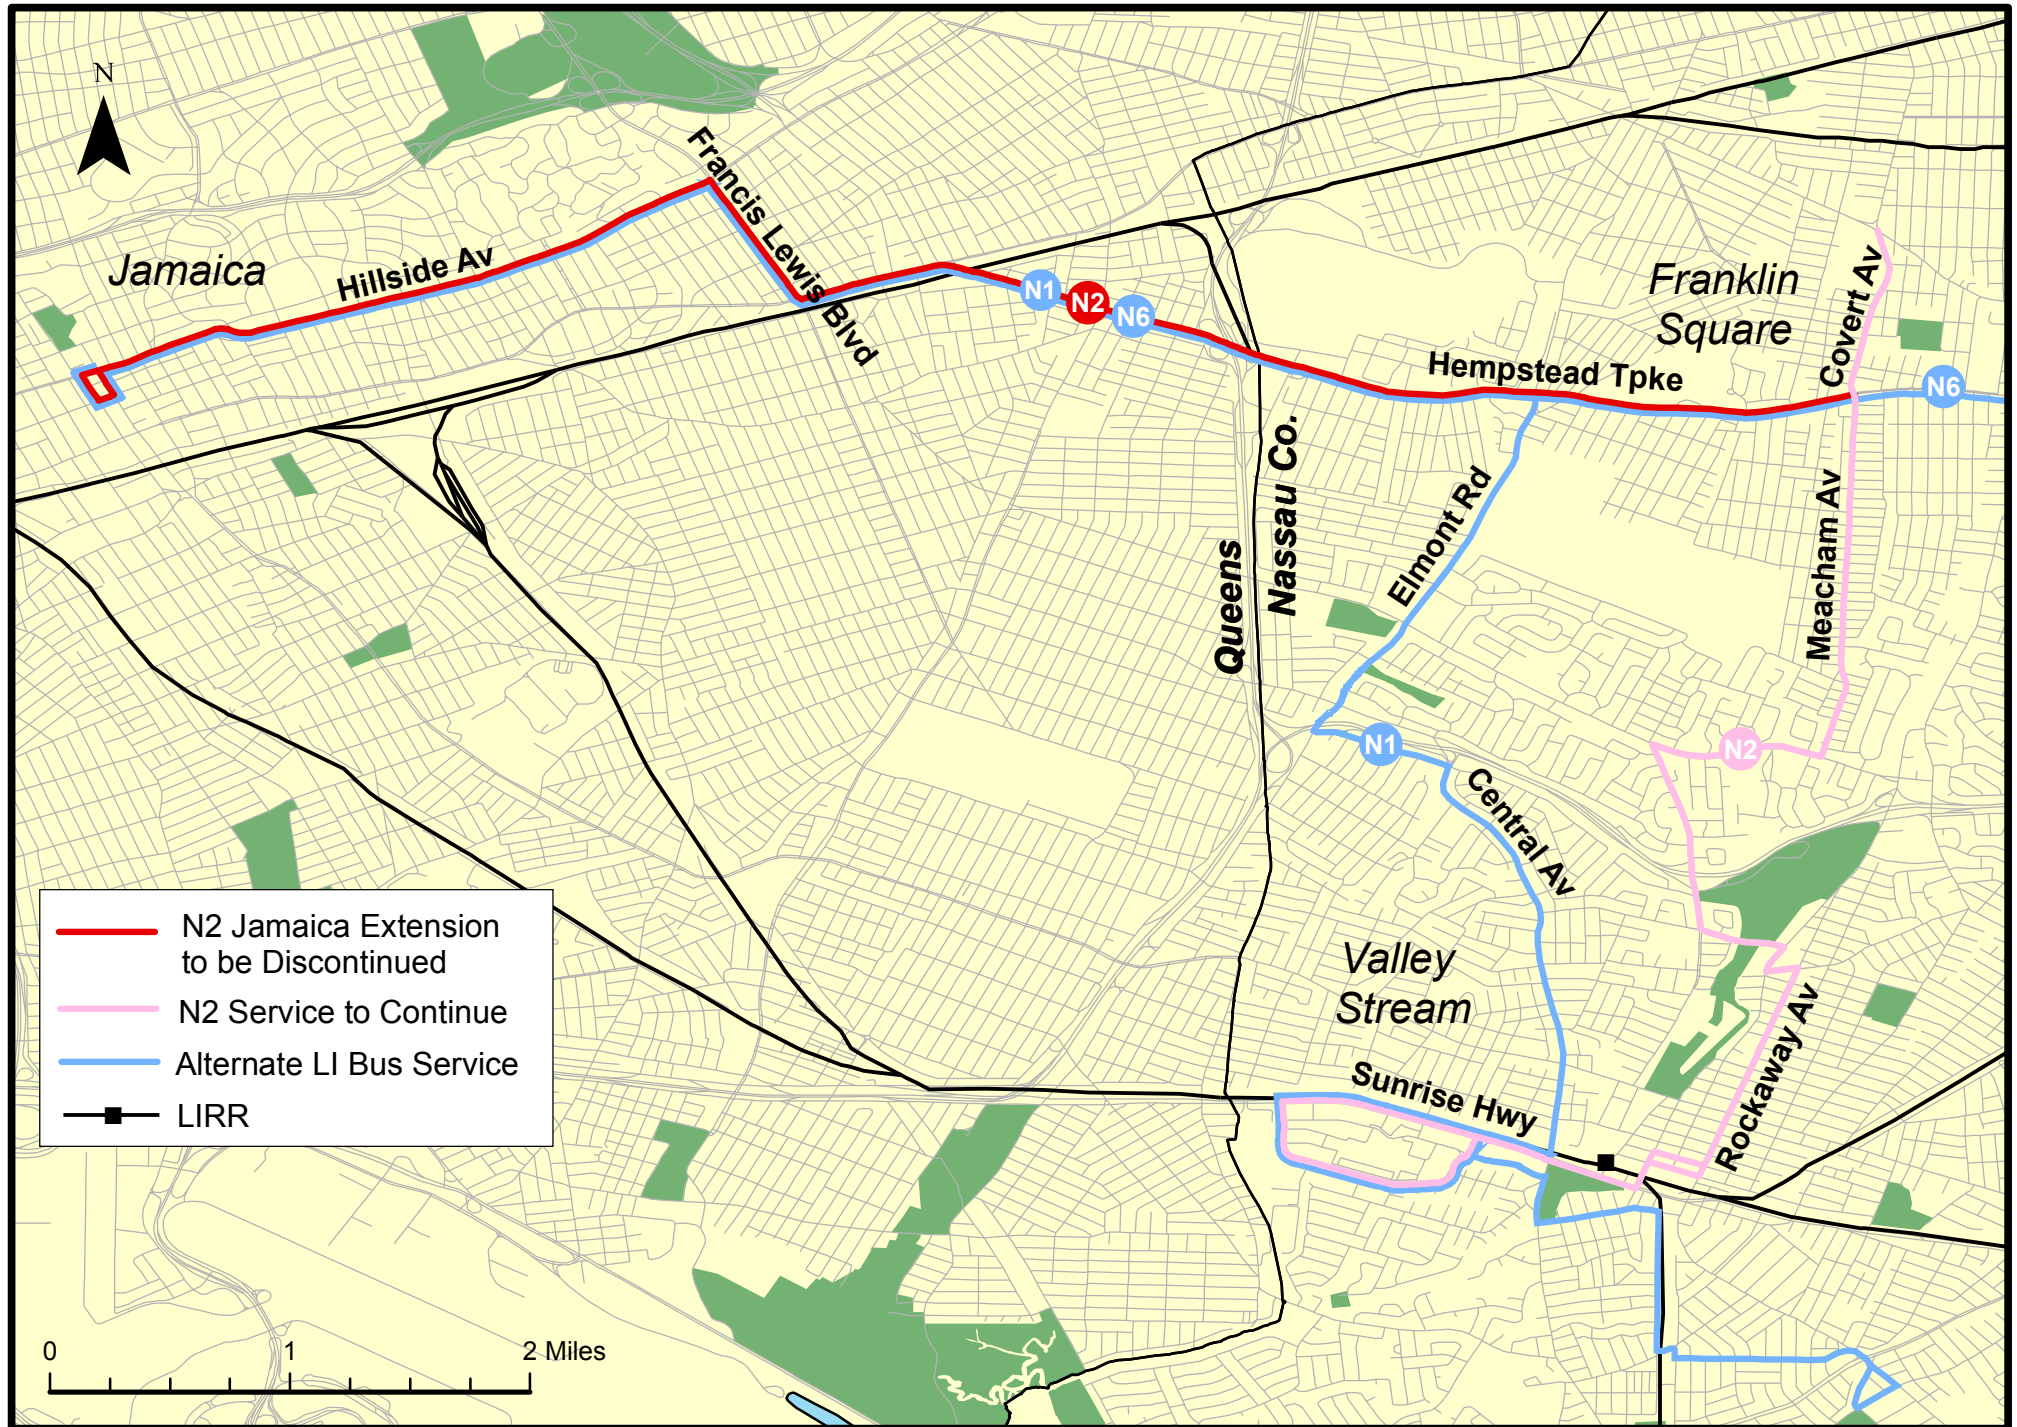 N
Francis Lewis Blvd
Jamaica
Hillside Av
N1
N2
N6
Franklin
Square
Covert Av
Hempstead Tpke
N6
Queens
Nassau Co.
Elmont Rd
Meacham Av
N1
N2
Central Av
Valley
Stream
Sunrise Hwy
Rockaway Av
N2 Jamaica Extension
to be Discontinued
N2 Service to Continue
Alternate LI Bus Service
LIRR
0 1 2 Miles